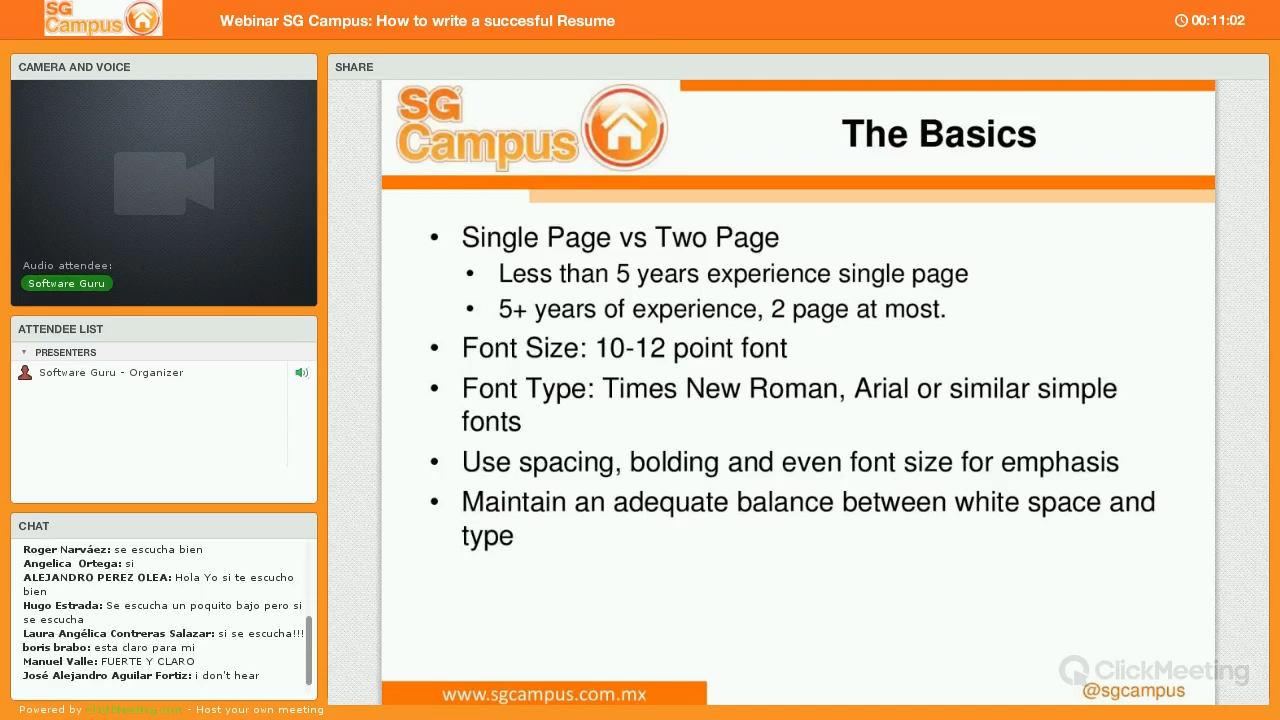 SG Campus
Webinar SG Campus: How to write a succesful Resume
00:11:02
CAMERA AND VOICE
Audio attendee:
Software Guru
ATTENDEE LIST
PRESENTERS
Software Guru - Organizer
CHAT
Roger Narváez: se escucha bien
Angelica Ortega: si
ALEJANDRO PEREZ OLEA: Hola Yo si te escucho
bien
Hugo Estrada: Se escucha un poquito bajo pero si
se escucha
Laura Angélica Contreras Salazar: si se escucha!!!
boris brabo: esta claro para mi
Manuel Valle: FUERTE Y CLARO
José Alejandro Aguilar Fortiz: i don't hear
Powered by ClickMeeting.com - Host your own meeting
SHARE
SG
Campus
The Basics
• Single Page vs Two Page
• Less than 5 years experience single page
• 5+ years of experience, 2 page at most.
• Font Size: 10-12 point font
• Font Type: Times New Roman, Arial or similar simple
fonts
• Use spacing, bolding and even font size for emphasis
• Maintain an adequate balance between white space and
type
www.sgcampus.com.mx
ClickMeeting
@sgcampus